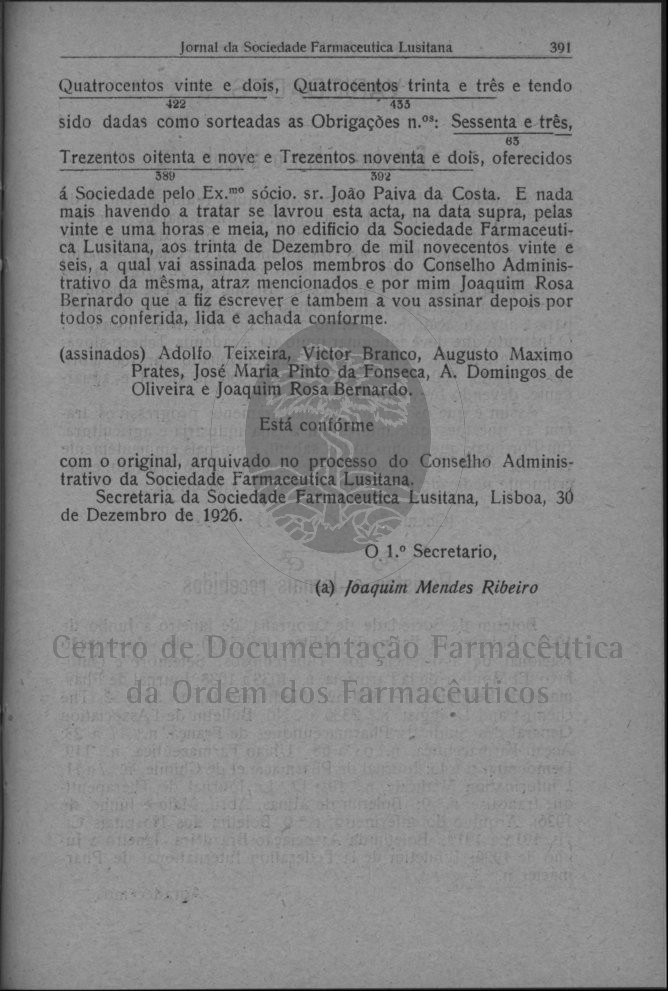 Jornal da Sociedade Farmaceutica Lusitana 391
Quatrocentos vinte e dois, Quatrocentos trinta e três e tendo
422 433
sido dadas como sorteadas as Obrigações n.ºˢ: Sessenta e três,
63
Trezentos oitenta e nove e Trezentos noventa e dois, oferecidos
389 392
á Sociedade pelo Ex.ᵐº sócio. sr. João Paiva da Costa. E nada
mais havendo a tratar se lavrou esta acta, na data supra, pelas
vinte e uma horas e meia, no edificio da Sociedade Farmaceuti-
ca Lusitana, aos trinta de Dezembro de mil novecentos vinte e
seis, a qual vai assinada pelos membros do Conselho Adminis-
trativo da mêsma, atraz mencionados e por mim Joaquim Rosa
Bernardo que a fiz escrever e tambem a vou assinar depois por
todos conferida, lida e achada conforme.
(assinados) Adolfo Teixeira, Victor Branco, Augusto Maximo
Prates, José Maria Pinto da Fonseca, A. Domingos de
Oliveira e Joaquim Rosa Bernardo.
Está confórme
com o original, arquivado no processo do Conselho Adminis-
trativo da Sociedade Farmaceutica Lusitana.
Secretaria da Sociedade Farmaceutica Lusitana, Lisboa, 30
de Dezembro de 1926.
O 1.º Secretario,
(a) Joaquim Mendes Ribeiro
Centro de Documentação Farmacêutica
da Ordem dos Farmacêuticos